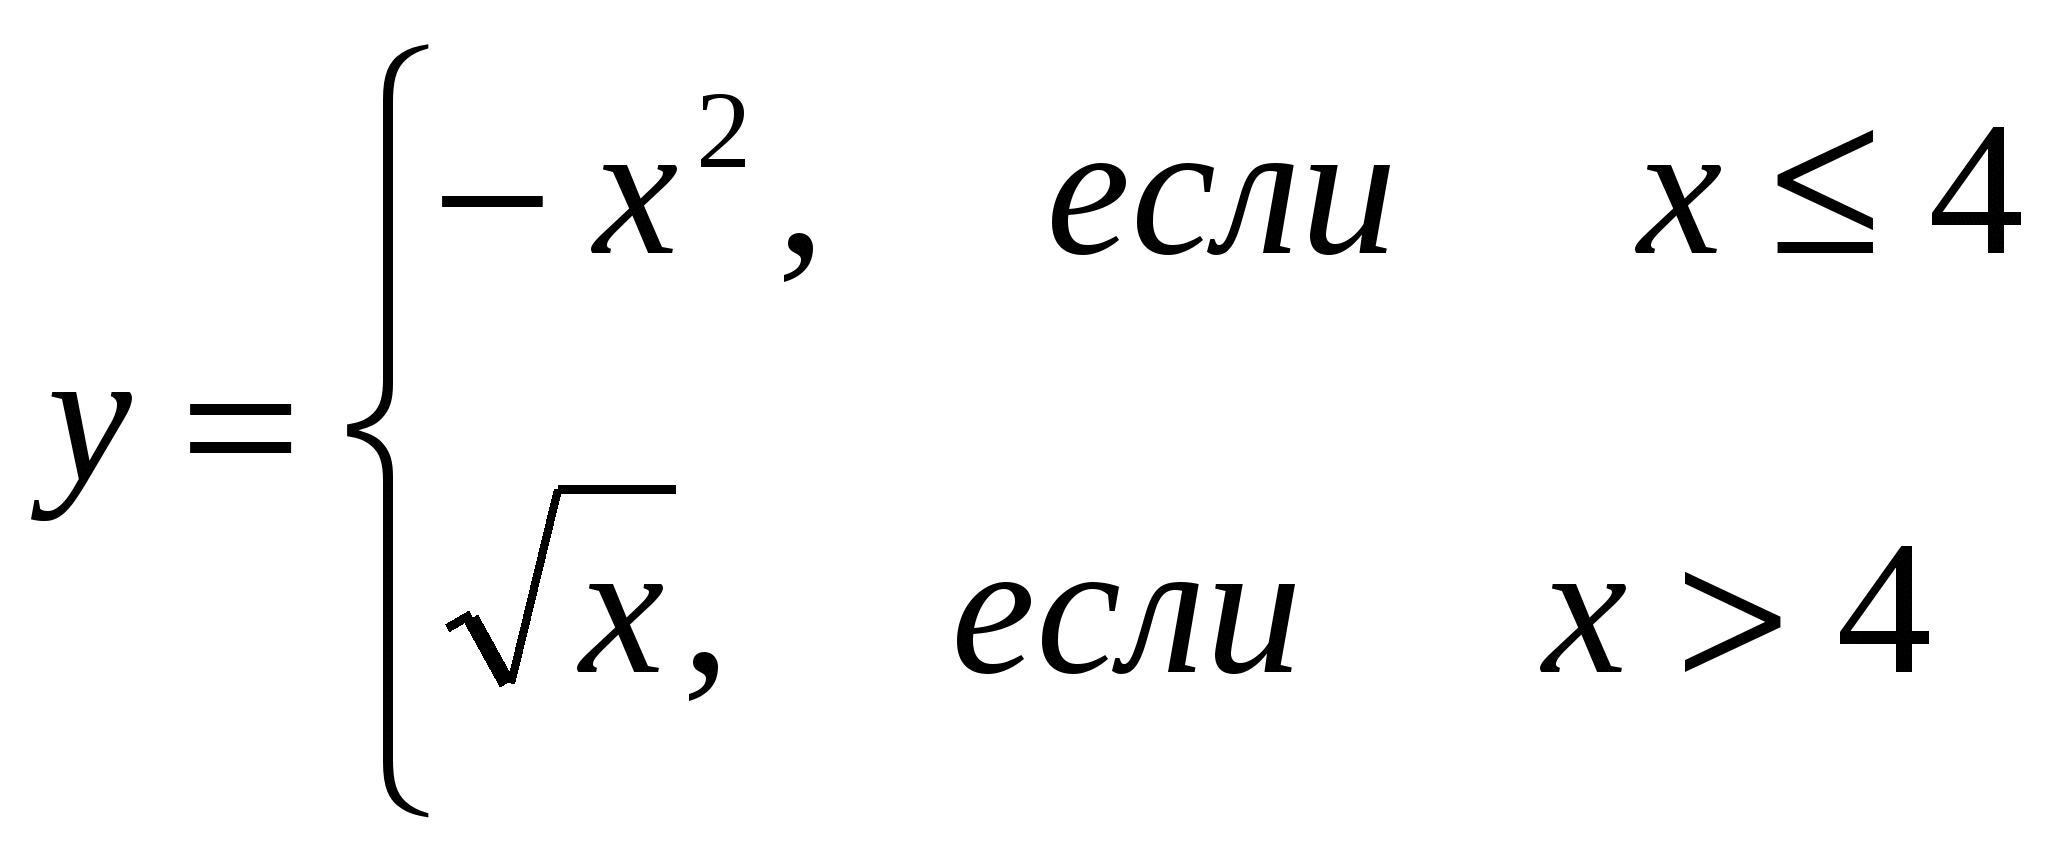 − x², если x ≤ 4
y =
√x, если x > 4